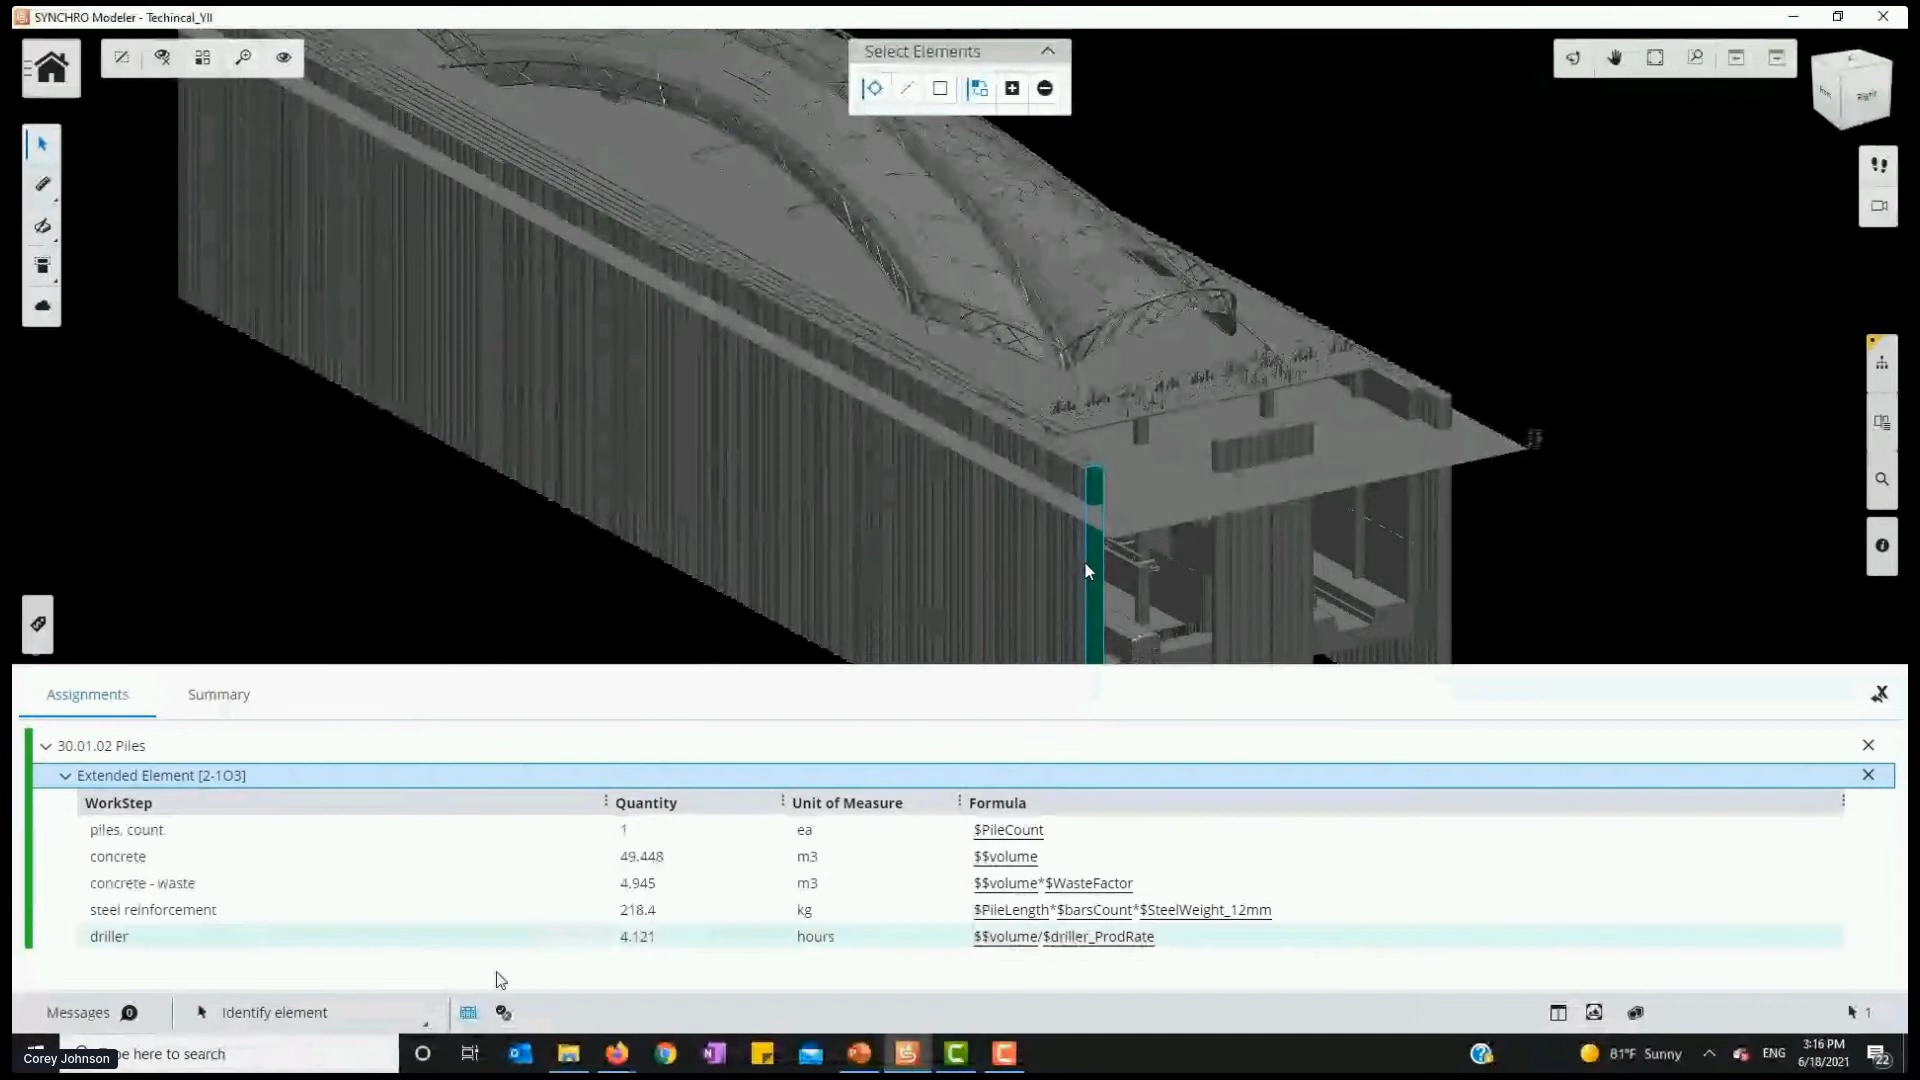 SYNCHRO Modeler - Techincal_YII
Select Elements
Assignments
Summary
30.01.02 Piles
Extended Element [2-1O3]
WorkStep Quantity Unit of Measure Formula
piles, count 1 ea $PileCount
concrete 49.448 m3 $$volume
concrete - waste 4.945 m3 $$volume*$WasteFactor
steel reinforcement 218.4 kg $PileLength*$barsCount*$SteelWeight_12mm
driller 4.121 hours $$volume/$driller_ProdRate
Messages 0 Identify element 1
pe here to search
Corey Johnson
81°F Sunny
ENG
3:16 PM
6/18/2021
22